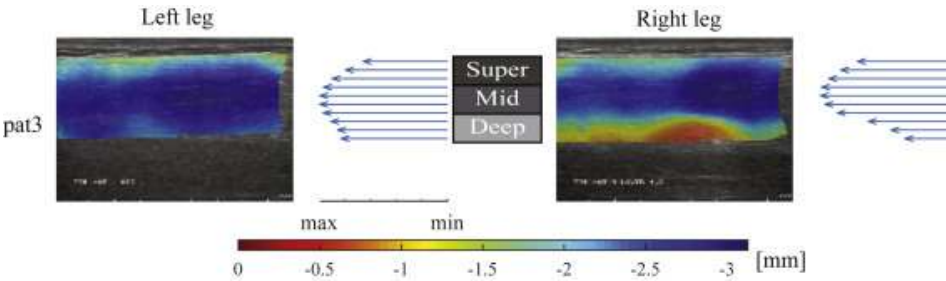 Left leg
Right leg
Super
Mid
Deep
pat3
max
min
0
-0.5
-1
-1.5
-2
-2.5
-3
[mm]